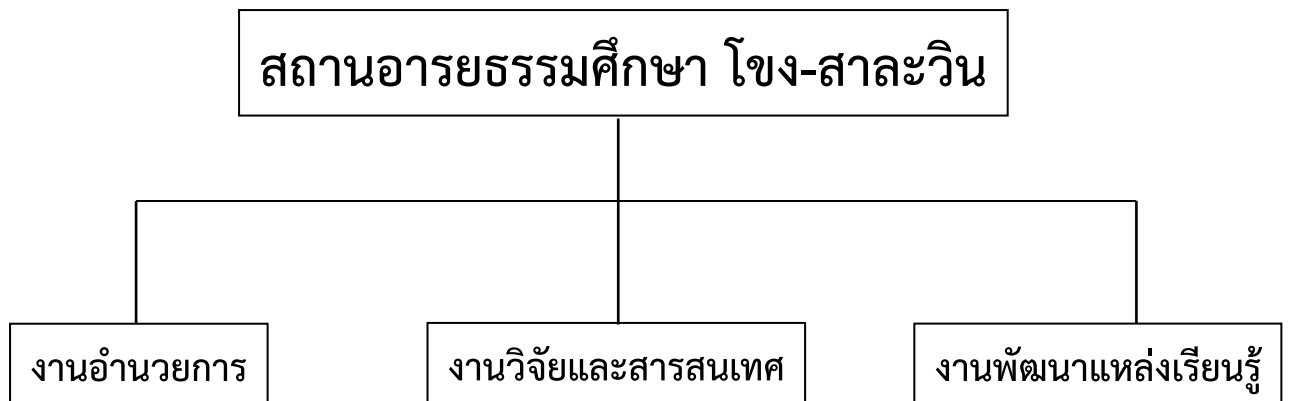 สถานอารยธรรมศึกษา โขง-สาละวิน
งานอำนวยการ
งานวิจัยและสารสนเทศ
งานพัฒนาแหล่งเรียนรู้